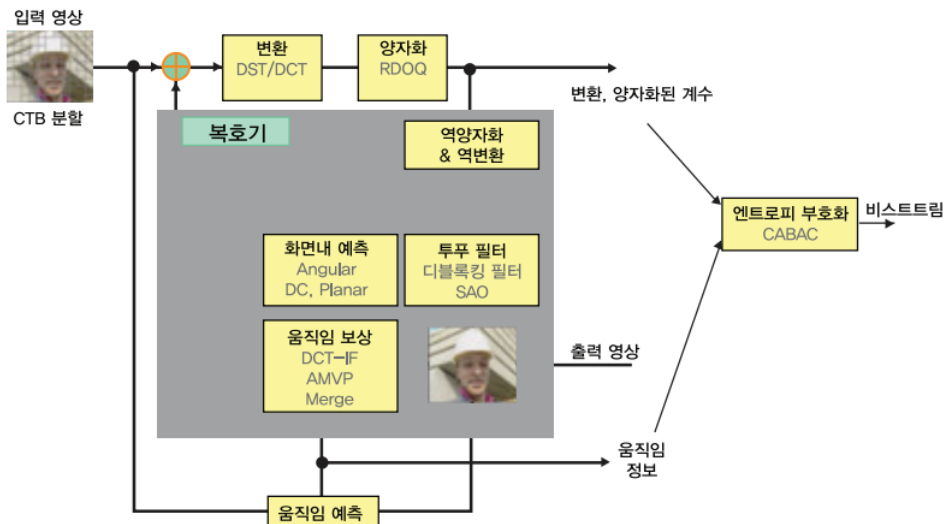 입력 영상
CTB 분할
변환
DST/DCT
양자화
RDOQ
변환, 양자화된 계수
복호기
역양자화
& 역변환
엔트로피 부호화
CABAC
비스트트림
화면내 예측
Angular
DC, Planar
투푸 필터
디블록킹 필터
SAO
움직임 보상
DCT-IF
AMVP
Merge
출력 영상
움직임
정보
움직임 예측